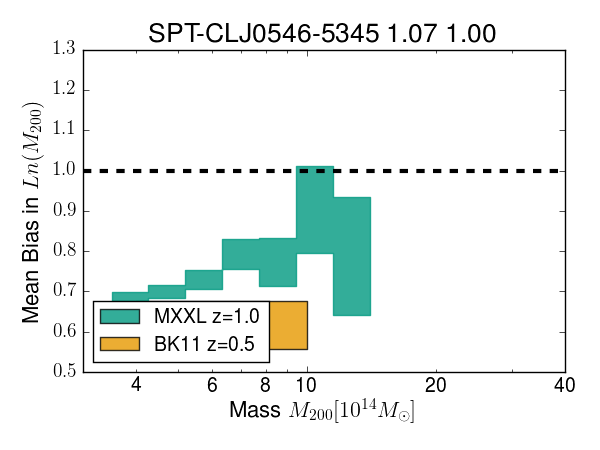 SPT-CLJ0546-5345 1.07 1.00
1.3
1.2
1.1
1.0
0.9
0.8
0.7
0.6
0.5
Mean Bias in Ln(M₂₀₀)
MXXL z=1.0
BK11 z=0.5
4 6 8 10 20 40
Mass M₂₀₀[10¹⁴M☉]